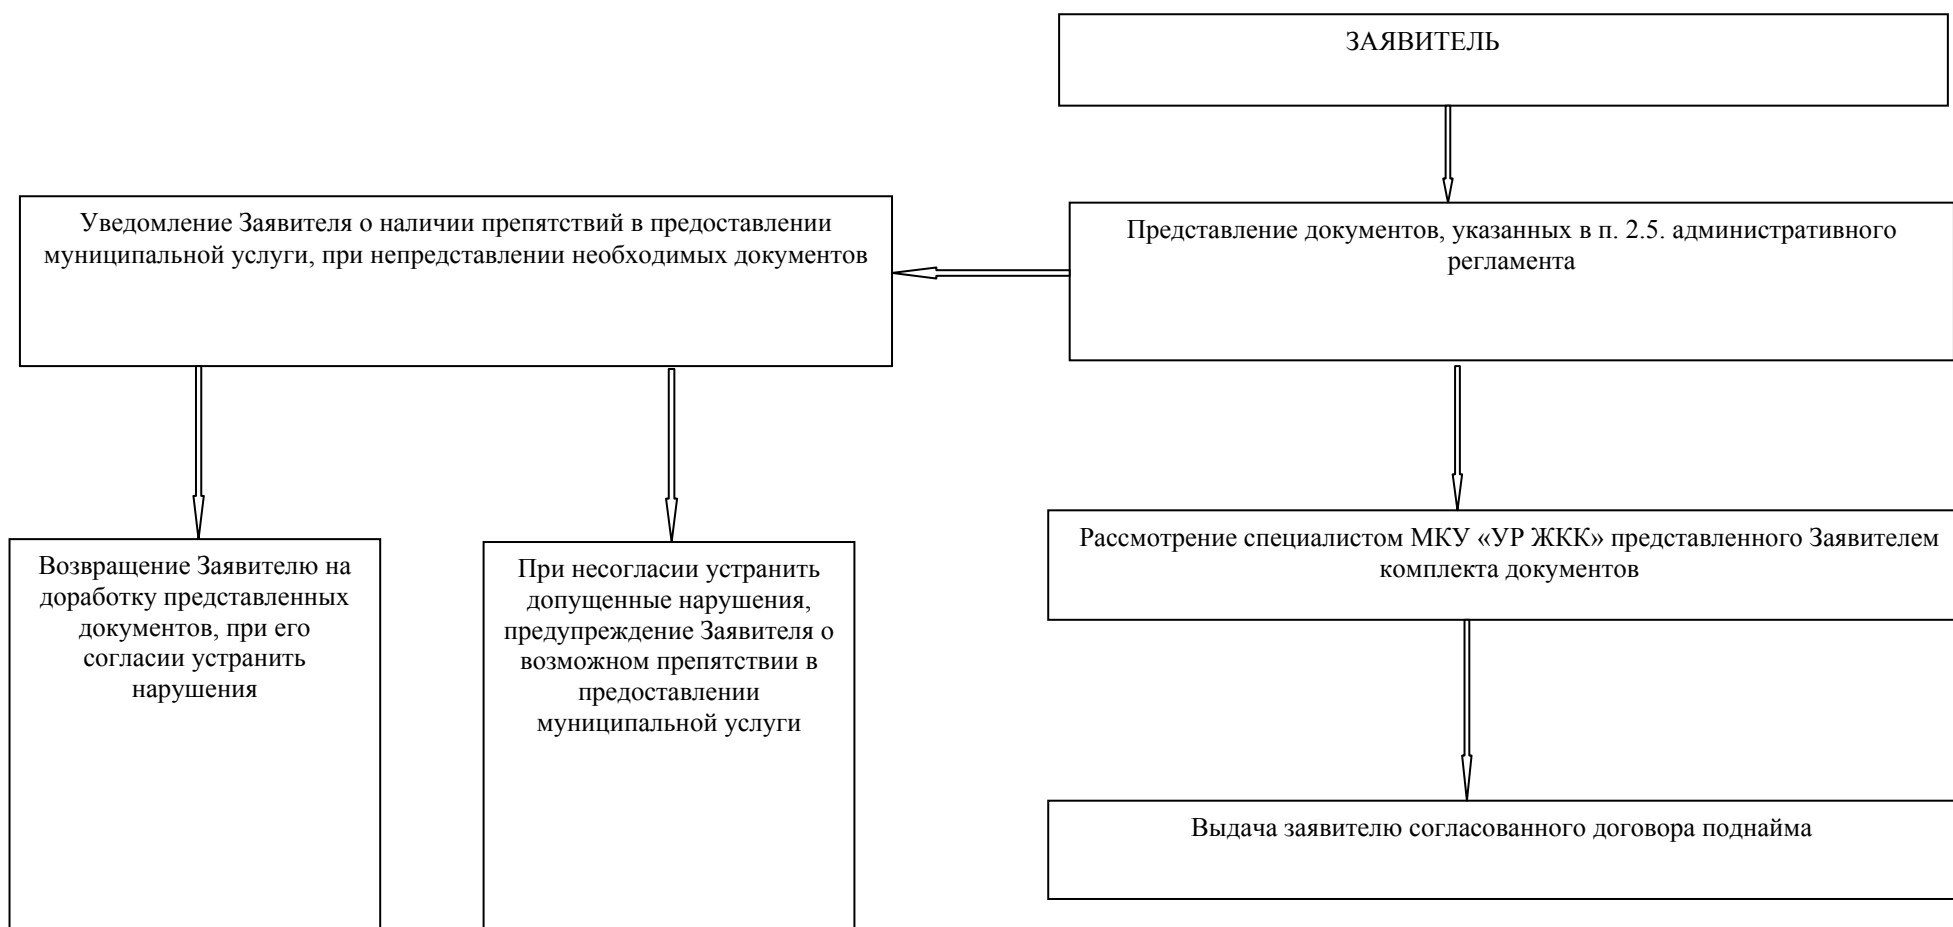 ЗАЯВИТЕЛЬ
Уведомление Заявителя о наличии препятствий в предоставлении
муниципальной услуги, при непредставлении необходимых документов
Представление документов, указанных в п. 2.5. административного
регламента
Возвращение Заявителю на
доработку представленных
документов, при его
согласии устранить
нарушения
При несогласии устранить
допущенные нарушения,
предупреждение Заявителя о
возможном препятствии в
предоставлении
муниципальной услуги
Рассмотрение специалистом МКУ «УР ЖКК» представленного Заявителем
комплекта документов
Выдача заявителю согласованного договора поднайма